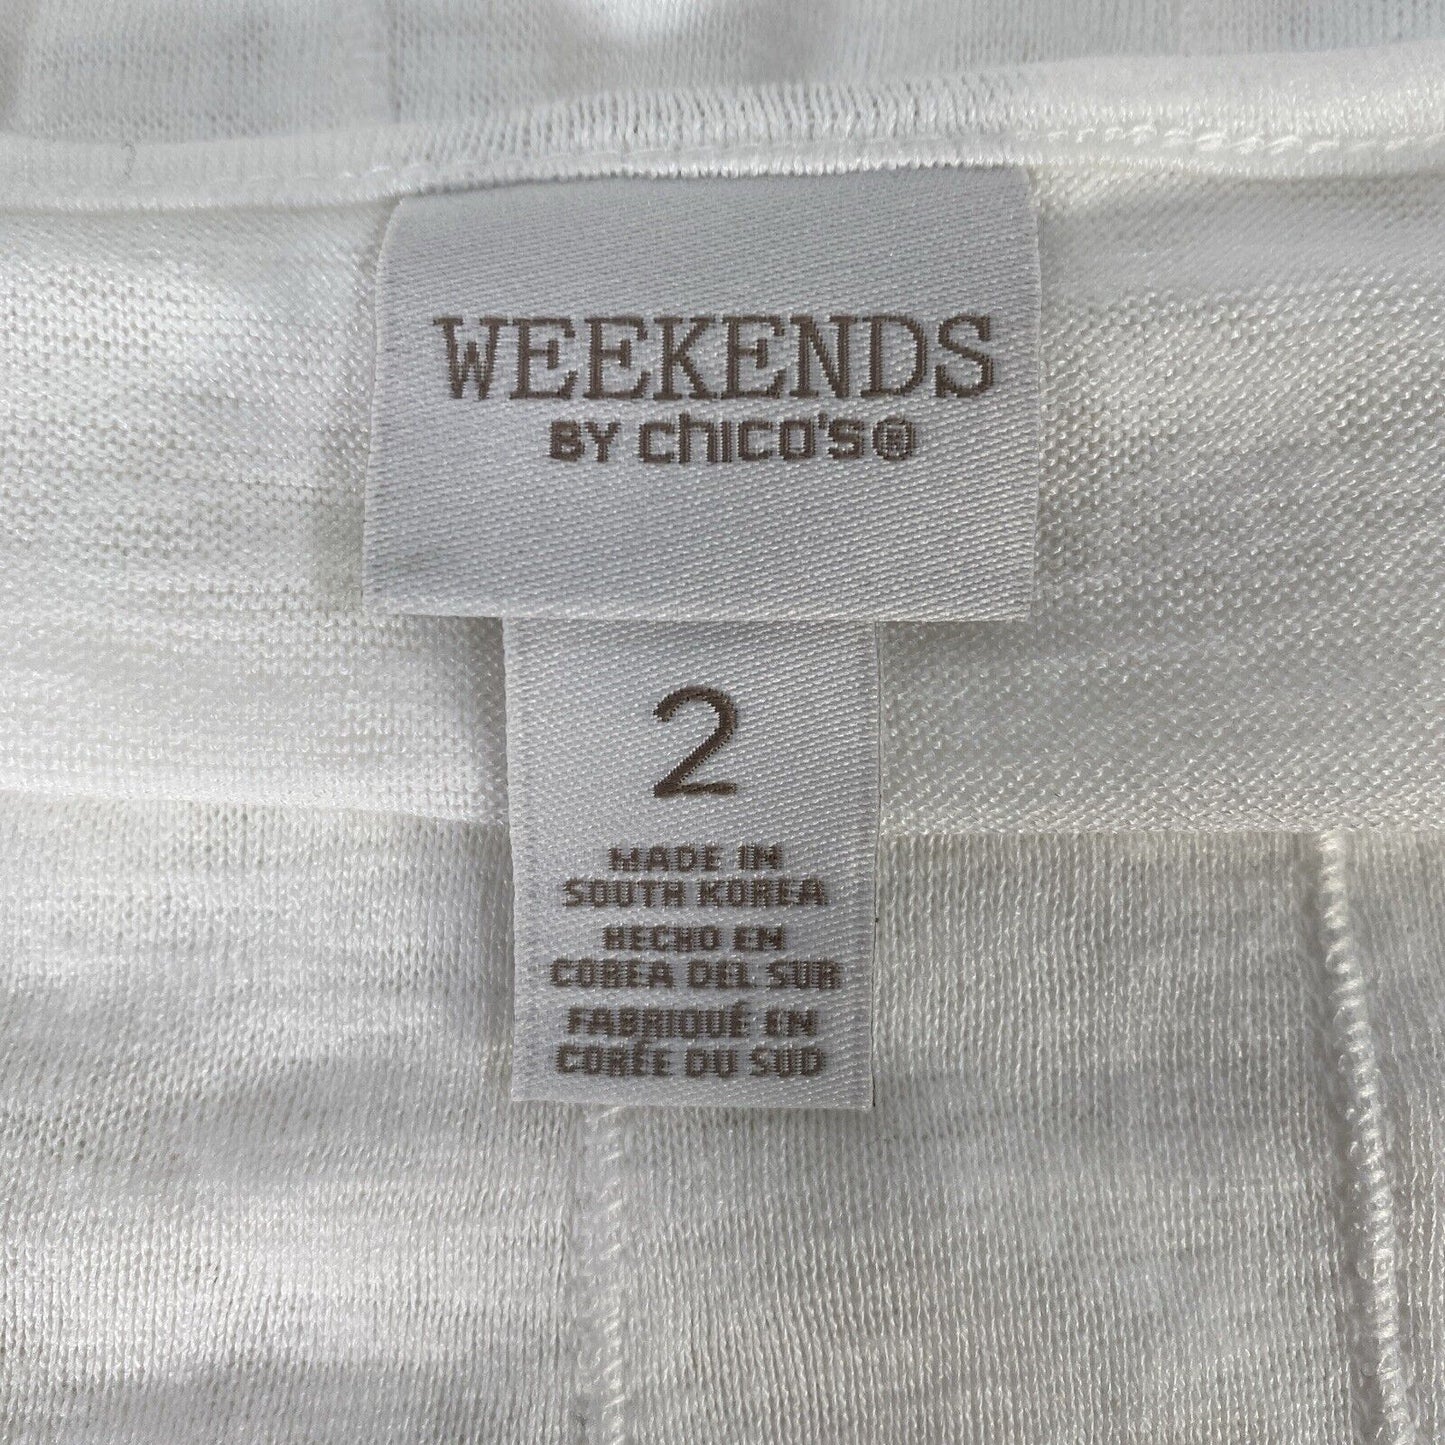 WEEKENDS
BY chico's®
2
MADE IN
SOUTH KOREA
HECHO EN
COREA DEL SUR
FABRIQUÉ EN
CORÉE DU SUD